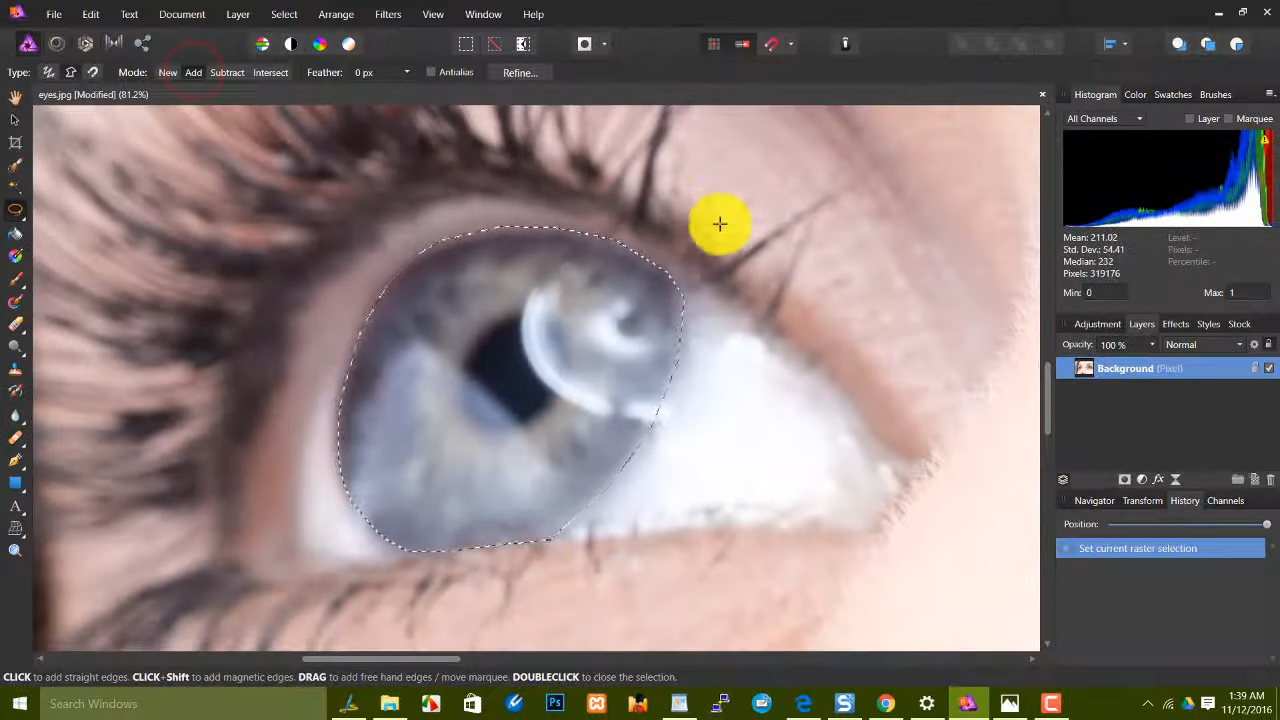 File Edit Text Document Layer Select Arrange Filters View Window Help
Type: Mode: New Add Subtract Intersect Feather: 0 px Antialias Refine...
eyes.jpg [Modified] (81.2%)
Histogram Color Swatches Brushes
All Channels Layer Marquee
Mean: 211.02 Level: -
Std. Dev.: 54.41 Pixels: -
Median: 232 Percentile: -
Pixels: 319176
Min: 0 Max: 1
Adjustment Layers Effects Styles Stock
Opacity: 100 % Normal
Background (Pixel)
Navigator Transform History Channels
Position:
Set current raster selection
CLICK to add straight edges. CLICK+Shift to add magnetic edges. DRAG to add free hand edges / move marquee. DOUBLECLICK to close the selection.
Search Windows
1:39 AM
11/12/2016